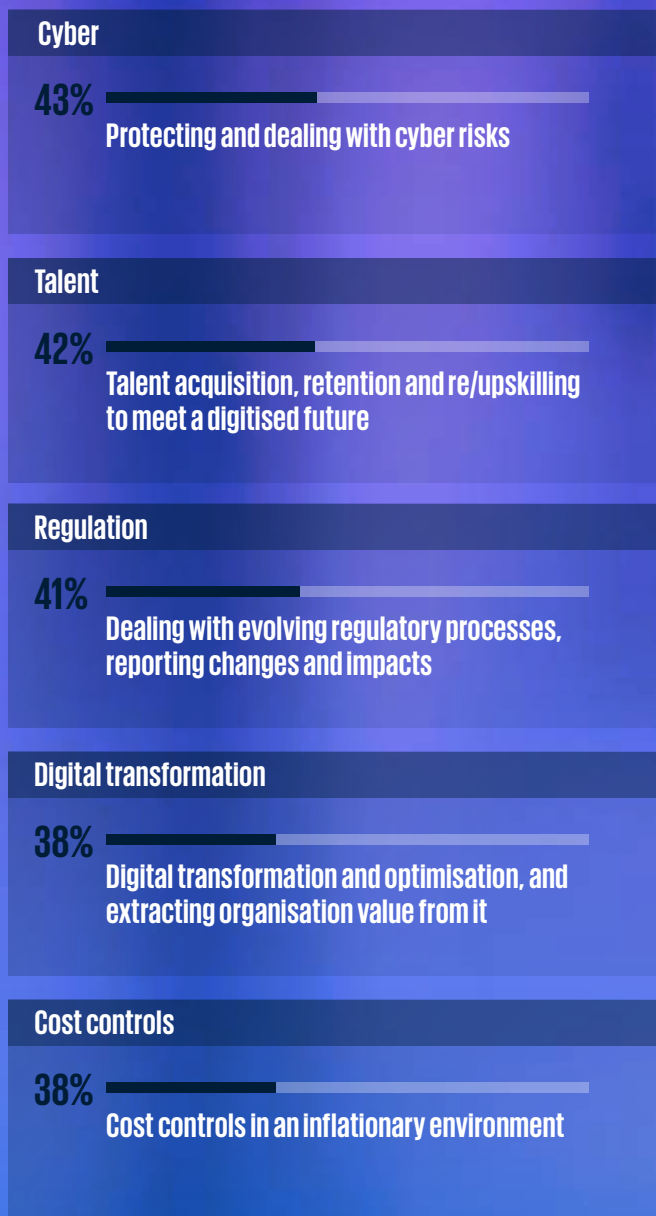 Cyber
43%
Protecting and dealing with cyber risks
Talent
42%
Talent acquisition, retention and re/upskilling
to meet a digitised future
Regulation
41%
Dealing with evolving regulatory processes,
reporting changes and impacts
Digital transformation
38%
Digital transformation and optimisation, and
extracting organisation value from it
Cost controls
38%
Cost controls in an inflationary environment